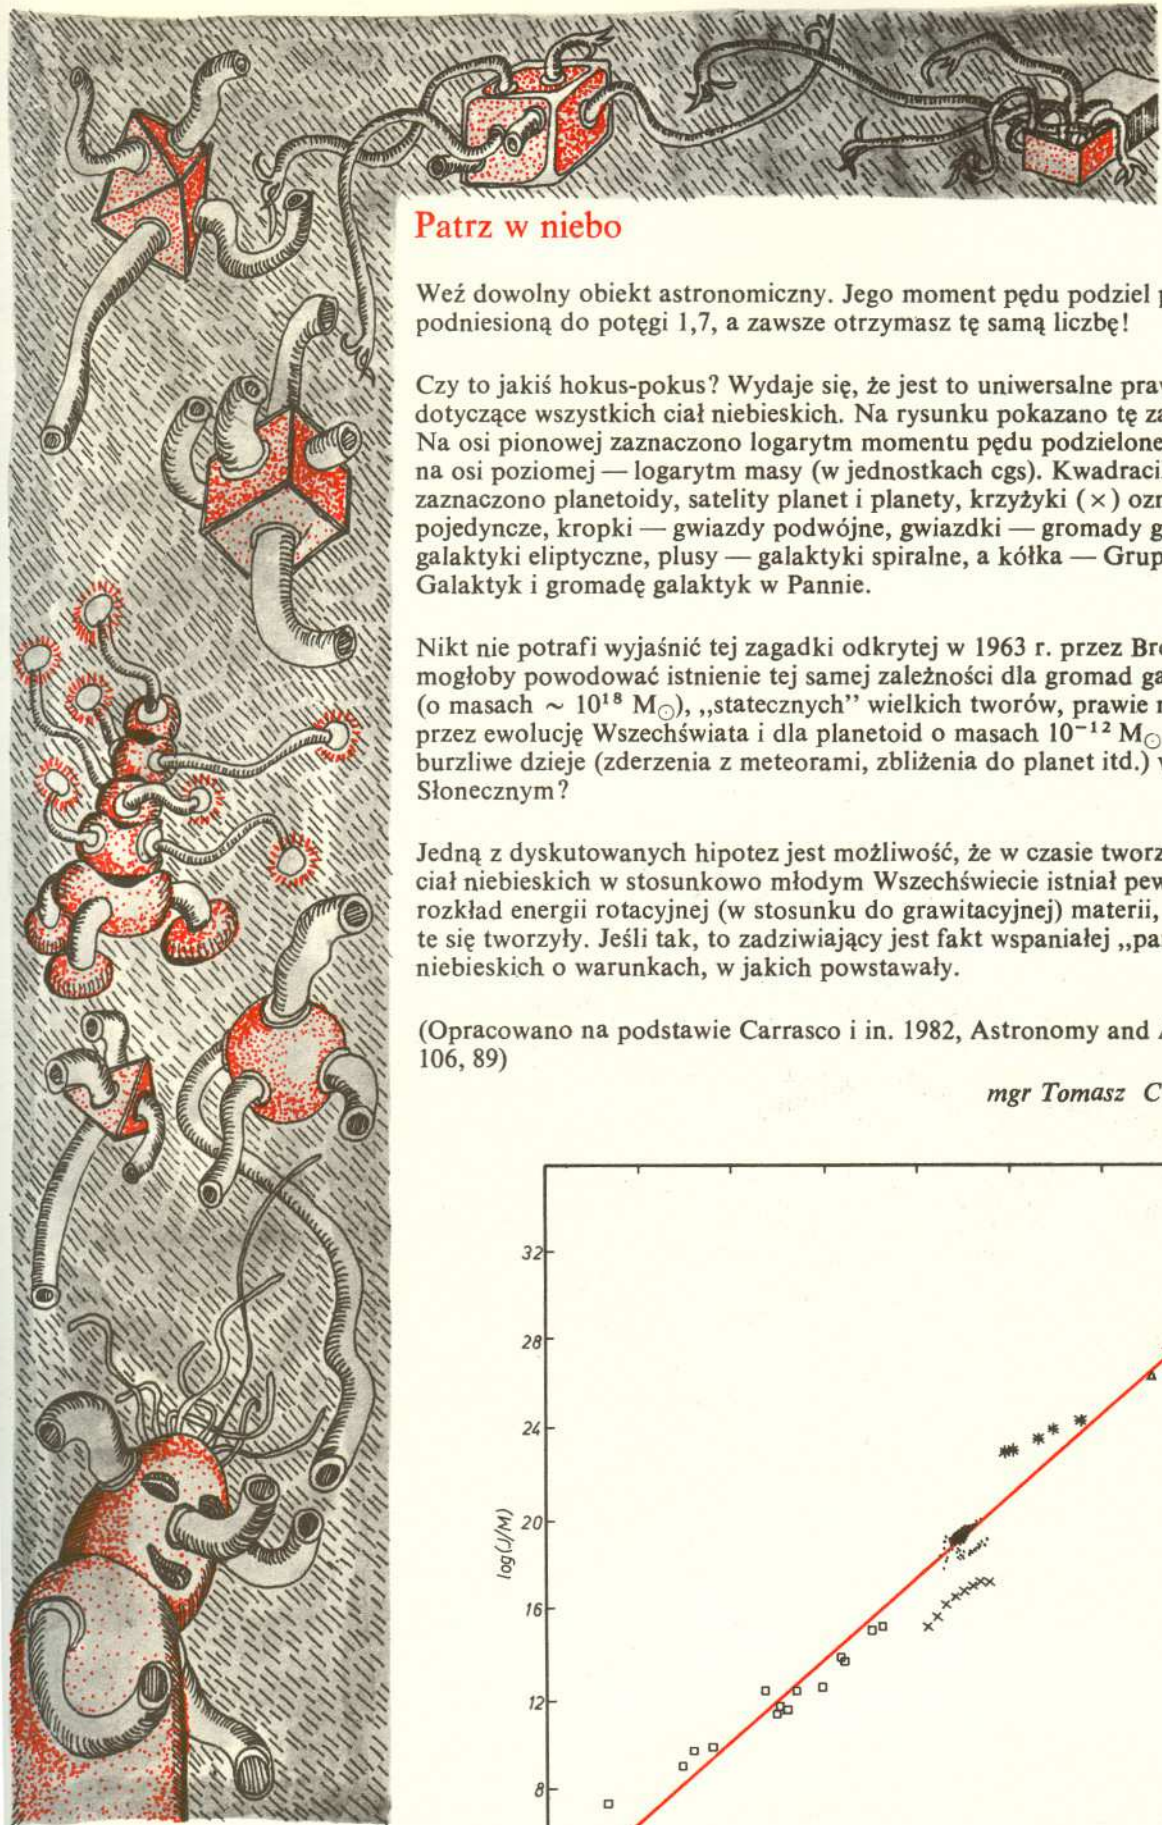 Patrz w niebo
Weź dowolny obiekt astronomiczny. Jego moment pędu podziel
podniesioną do potęgi 1,7, a zawsze otrzymasz tę samą liczbę!
Czy to jakiś hokus-pokus? Wydaje się, że jest to uniwersalne
dotyczące wszystkich ciał niebieskich. Na rysunku pokazano tę
Na osi pionowej zaznaczono logarytm momentu pędu
na osi poziomej — logarytm masy (w jednostkach cgs).
zaznaczono planetoidy, satelity planet i planety, krzyżyki (×)
pojedyncze, kropki — gwiazdy podwójne, gwiazdki — gromady
galaktyki eliptyczne, plusy — galaktyki spiralne, a kółka —
Galaktyk i gromadę galaktyk w Pannie.
Nikt nie potrafi wyjaśnić tej zagadki odkrytej w 1963 r. przez
mogłoby powodować istnienie tej samej zależności dla gromad
(o masach ~ 10¹⁸ M☉), „statecznych” wielkich tworów, prawie
przez ewolucję Wszechświata i dla planetoid o masach 10⁻¹² M☉
burzliwe dzieje (zderzenia z meteorami, zbliżenia do planet itd.)
Słonecznym?
Jedną z dyskutowanych hipotez jest możliwość, że w czasie
ciał niebieskich w stosunkowo młodym Wszechświecie istniał
rozkład energii rotacyjnej (w stosunku do grawitacyjnej) materii,
te się tworzyły. Jeśli tak, to zadziwiający jest fakt wspaniałej
niebieskich o warunkach, w jakich powstawały.
(Opracowano na podstawie Carrasco i in. 1982, Astronomy and
106, 89)
mgr Tomasz
32
28
24
20
16
12
8
log(J/M)